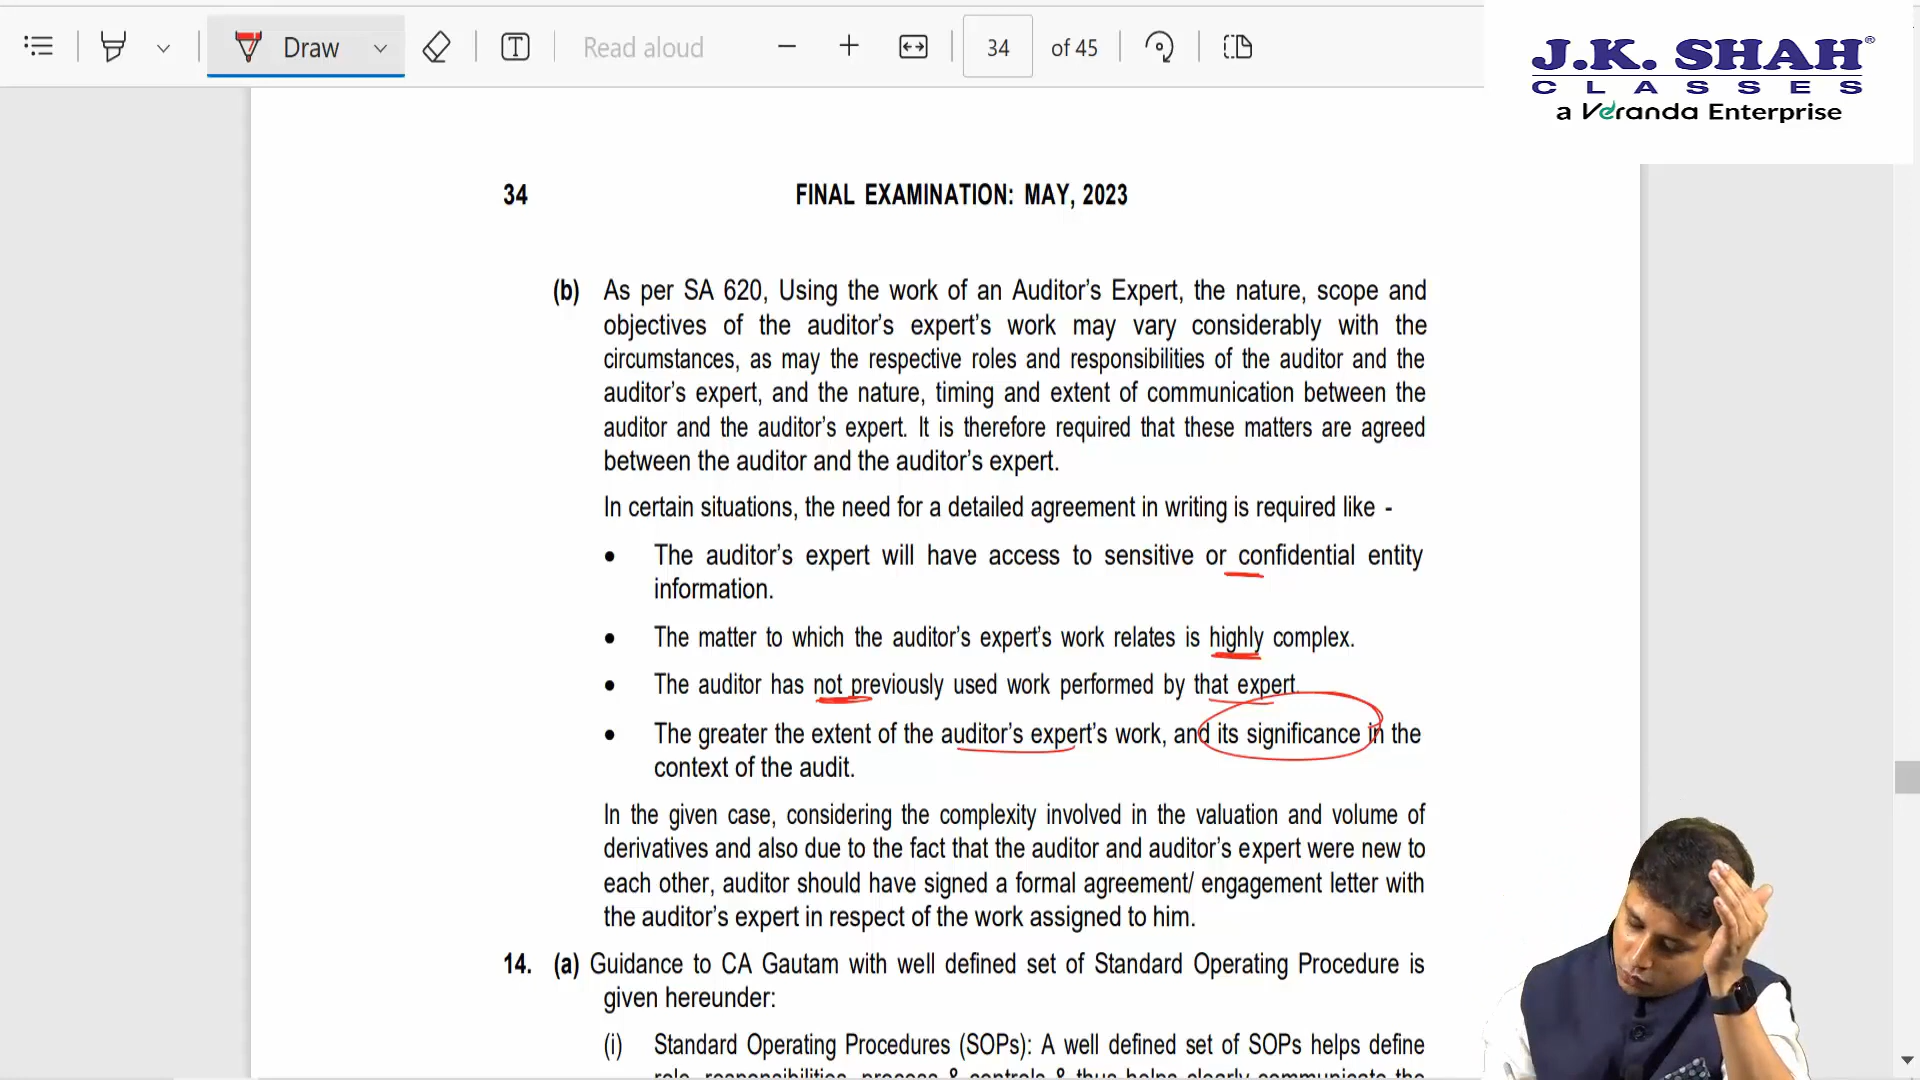 Draw
Read aloud
34
of 45
J.K. SHAH®
CLASSES
a Veranda Enterprise
34 FINAL EXAMINATION: MAY, 2023
(b) As per SA 620, Using the work of an Auditor’s Expert, the nature, scope and
objectives of the auditor’s expert’s work may vary considerably with the
circumstances, as may the respective roles and responsibilities of the auditor and the
auditor’s expert, and the nature, timing and extent of communication between the
auditor and the auditor’s expert. It is therefore required that these matters are agreed
between the auditor and the auditor’s expert.
In certain situations, the need for a detailed agreement in writing is required like -
• The auditor’s expert will have access to sensitive or confidential entity
information.
• The matter to which the auditor’s expert’s work relates is highly complex.
• The auditor has not previously used work performed by that expert.
• The greater the extent of the auditor’s expert’s work, and its significance in the
context of the audit.
In the given case, considering the complexity involved in the valuation and volume of
derivatives and also due to the fact that the auditor and auditor’s expert were new to
each other, auditor should have signed a formal agreement/ engagement letter with
the auditor’s expert in respect of the work assigned to him.
14. (a) Guidance to CA Gautam with well defined set of Standard Operating Procedure is
given hereunder:
(i) Standard Operating Procedures (SOPs): A well defined set of SOPs helps define
role, responsibilities, process & controls & thus helps clearly communicate the